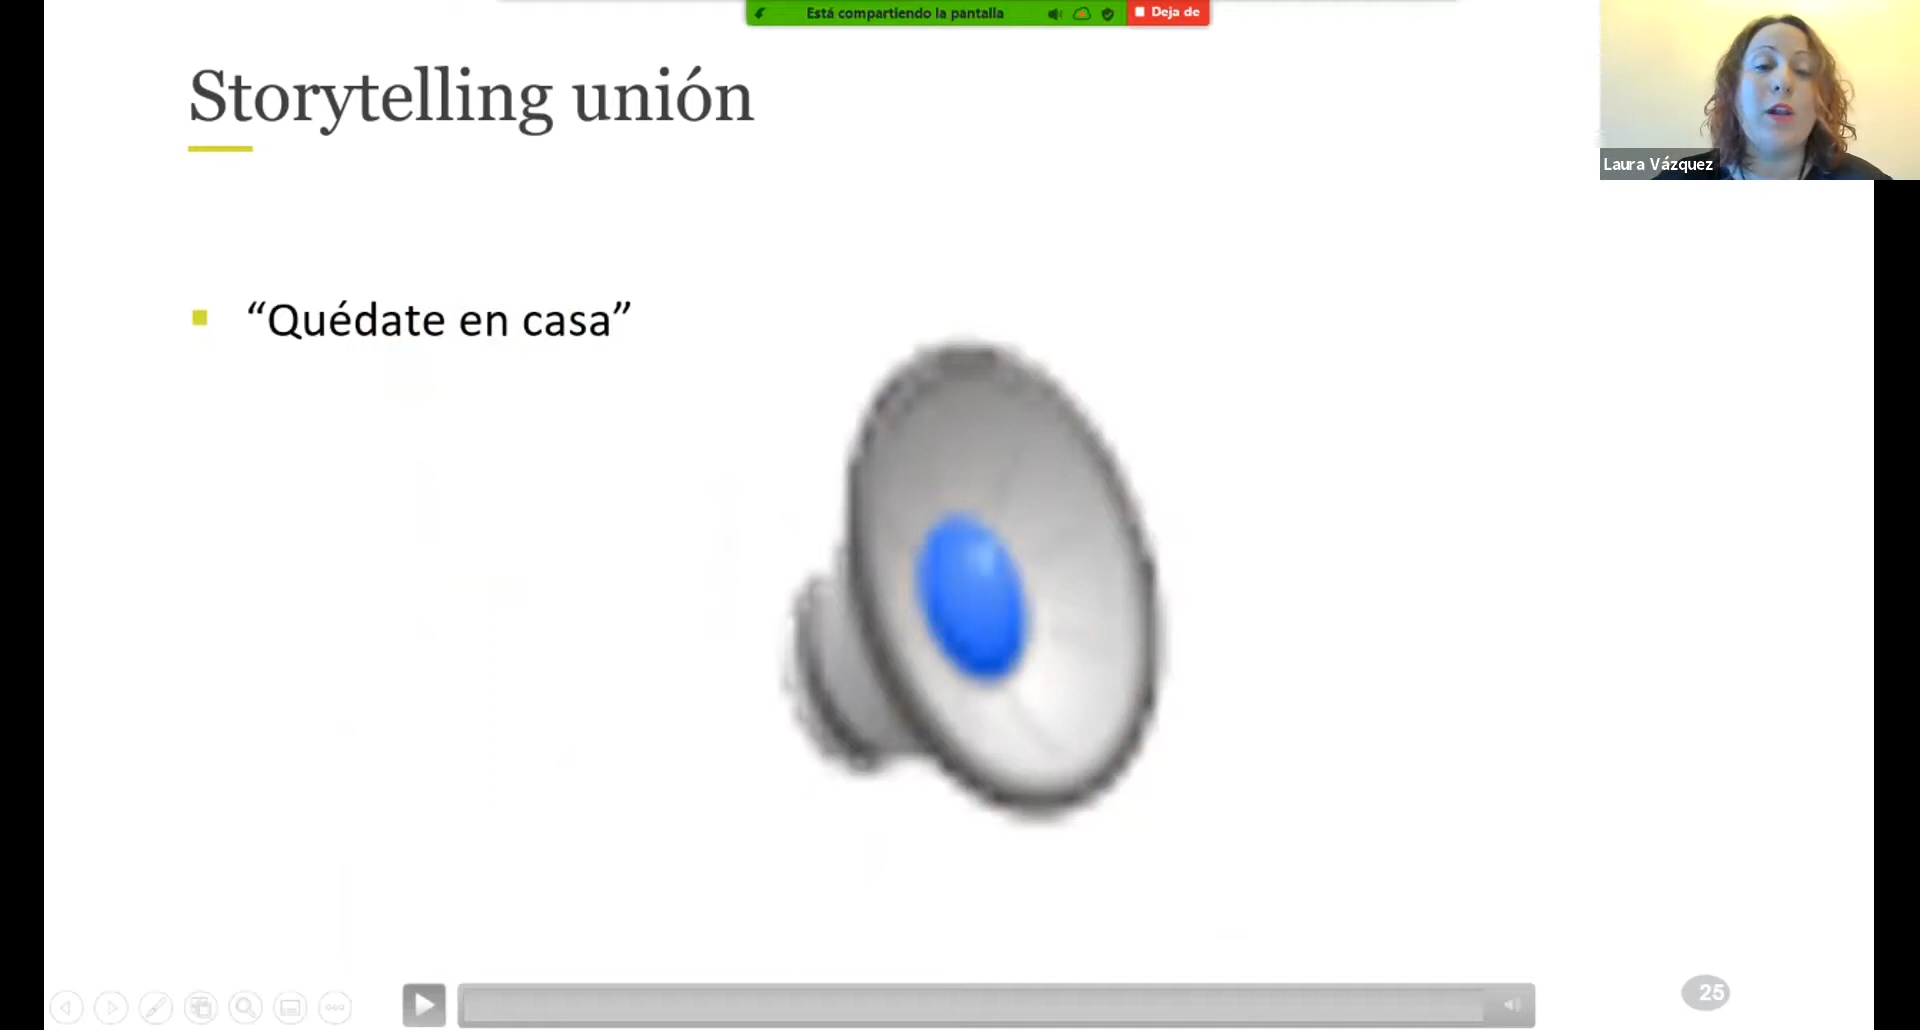 Está compartiendo la pantalla
Deja de
Storytelling unión
Laura Vázquez
“Quédate en casa”
25